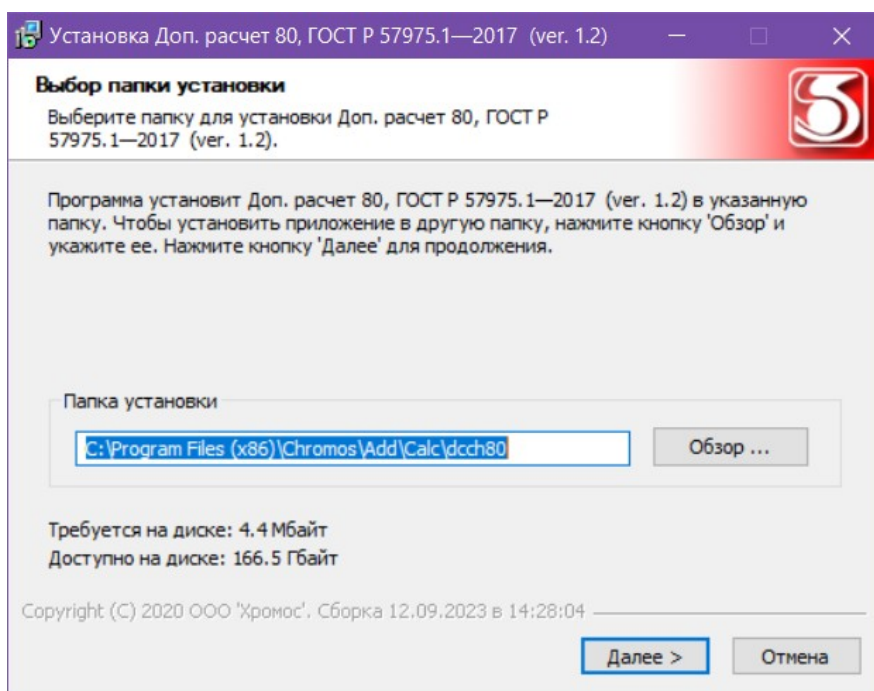 Установка Доп. расчет 80, ГОСТ Р 57975.1—2017 (ver. 1.2)
Выбор папки установки
Выберите папку для установки Доп. расчет 80, ГОСТ Р
57975.1—2017 (ver. 1.2).
Программа установит Доп. расчет 80, ГОСТ Р 57975.1—2017 (ver. 1.2) в указанную
папку. Чтобы установить приложение в другую папку, нажмите кнопку 'Обзор' и
укажите ее. Нажмите кнопку 'Далее' для продолжения.
Папка установки
C:\Program Files (x86)\Chromos\Add\Calc\dcch80
Обзор ...
Требуется на диске: 4.4 Мбайт
Доступно на диске: 166.5 Гбайт
Copyright (C) 2020 ООО 'Хромос'. Сборка 12.09.2023 в 14:28:04
Далее >
Отмена